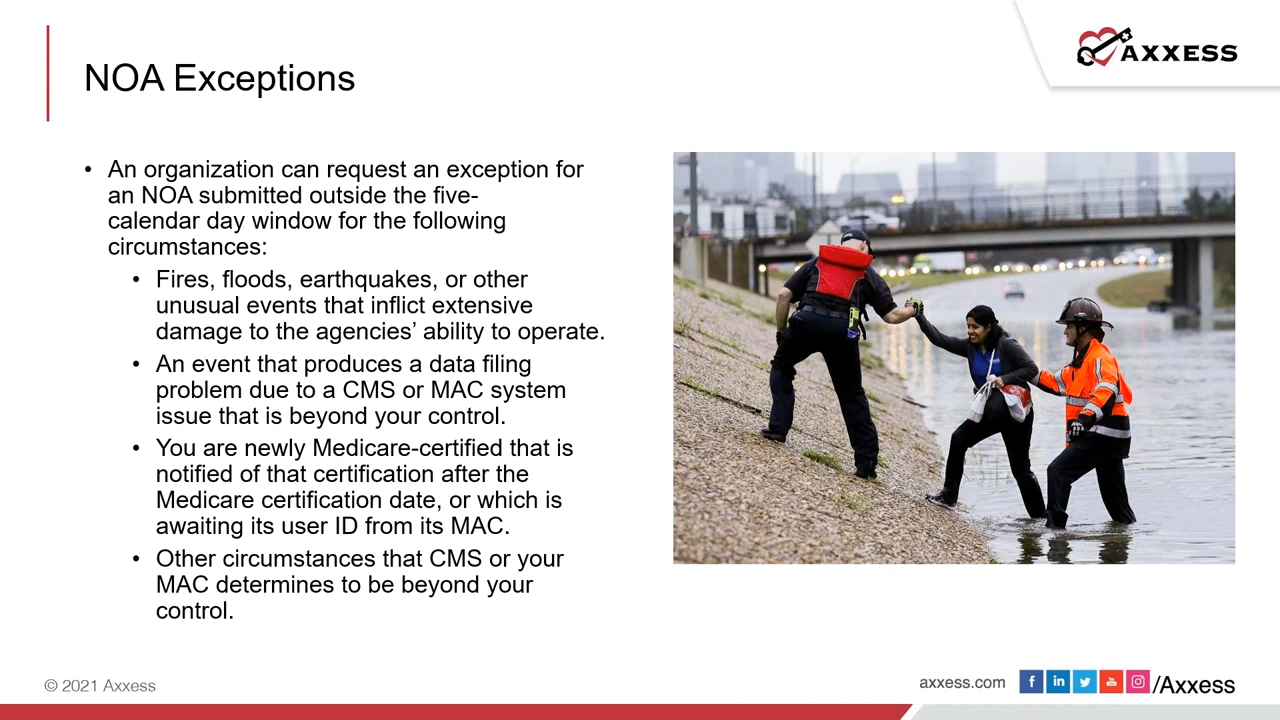 AXXESS
NOA Exceptions
• An organization can request an exception for
an NOA submitted outside the five-
calendar day window for the following
circumstances:
• Fires, floods, earthquakes, or other
unusual events that inflict extensive
damage to the agencies’ ability to operate.
• An event that produces a data filing
problem due to a CMS or MAC system
issue that is beyond your control.
• You are newly Medicare-certified that is
notified of that certification after the
Medicare certification date, or which is
awaiting its user ID from its MAC.
• Other circumstances that CMS or your
MAC determines to be beyond your
control.
© 2021 Axxess
axxess.com
/Axxess